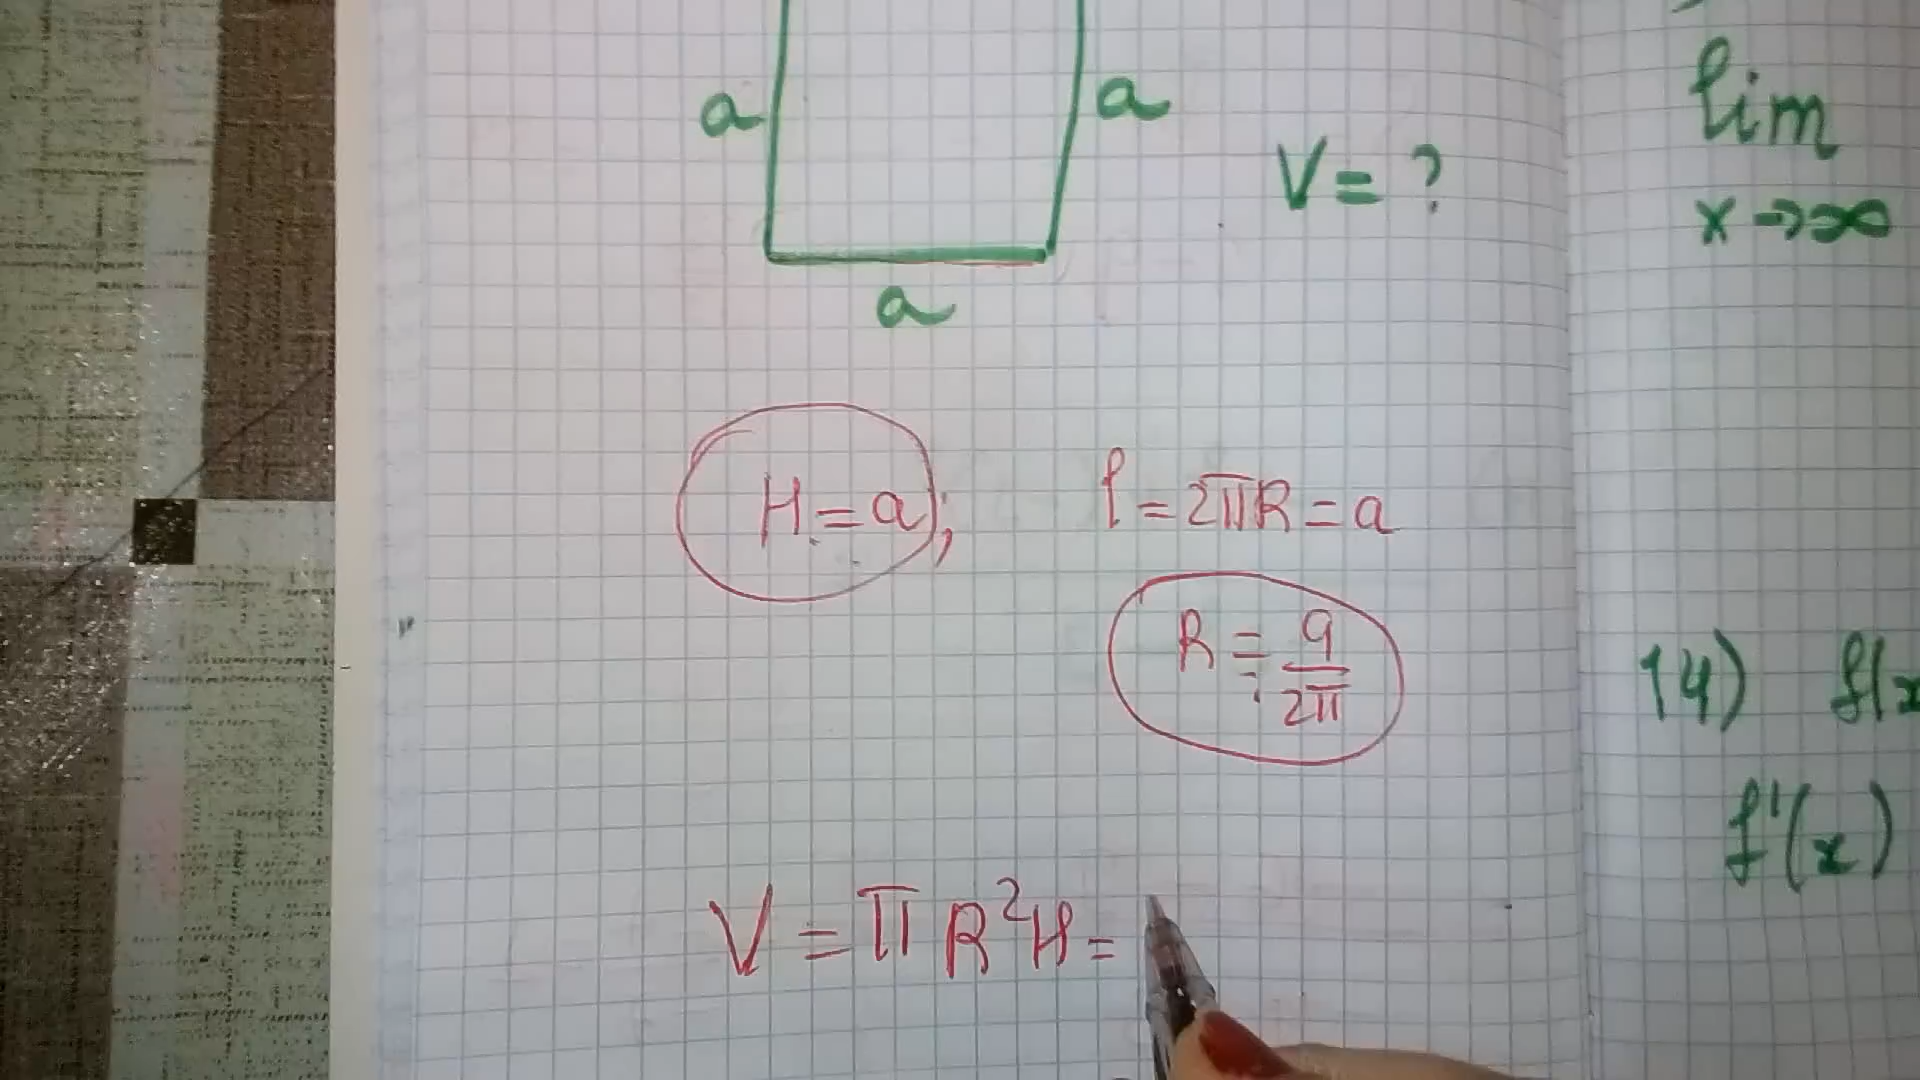 a a
V = ?
a
H = a; l = 2πR = a
R = a/2π
V = πR²H =
lim
x→∞
14) f(x
f'(x)